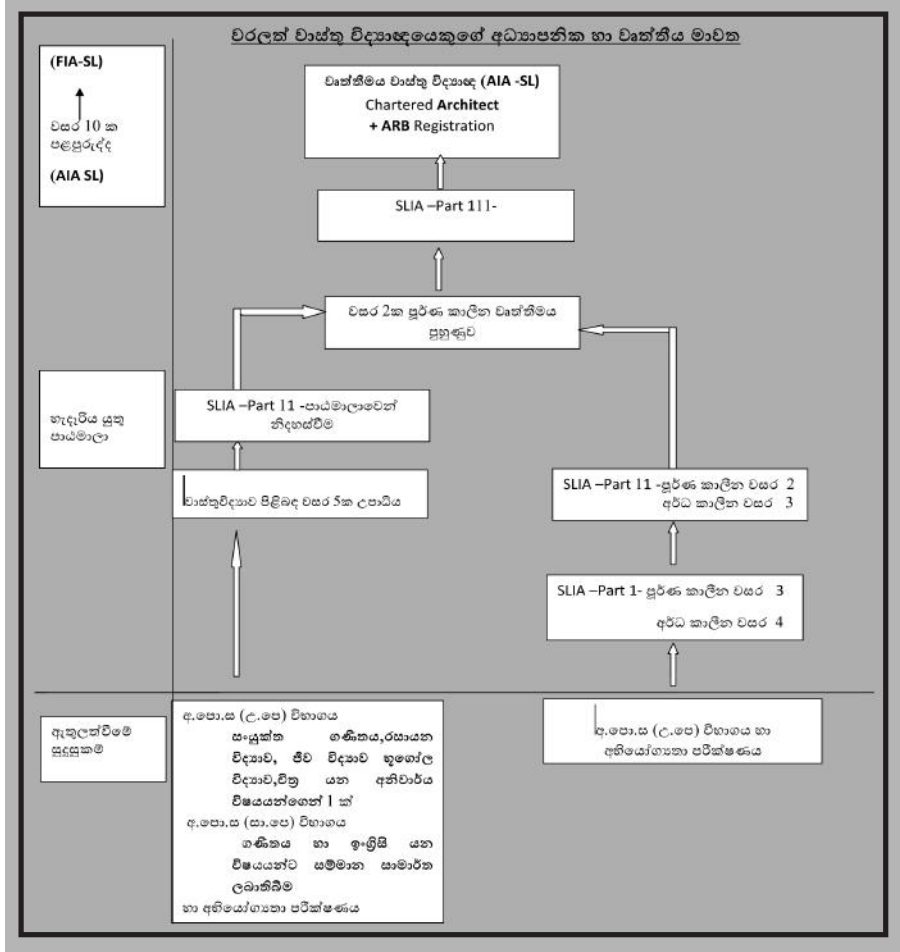 වරලත් වාස්තු විද්‍යාඥයෙකුගේ අධ්‍යාපනික හා වෘත්තීය මාවත
(FIA-SL)
වසර 10 ක
පළපුරුද්ද
(AIA SL)
වෘත්තීමය වාස්තු විද්‍යාඥ (AIA -SL)
Chartered Architect
+ ARB Registration
SLIA –Part 111-
වසර 2ක පූර්ණ කාලීන වෘත්තීමය
පුහුණුව
හැදෑරිය යුතු
පාඨමාලා
SLIA –Part 11 -පාඨමාලාවෙන්
නිදහස්වීම
වාස්තුවිද්‍යාව පිළිබඳ වසර 5ක උපාධිය
SLIA –Part 11 -පූර්ණ කාලීන වසර 2
අර්ධ කාලීන වසර 3
SLIA –Part 1- පූර්ණ කාලීන වසර 3
අර්ධ කාලීන වසර 4
ඇතුලත්වීමේ
සුදුසුකම්
අ.පො.ස (උ.පෙ) විභාගය
සංයුක්ත ගණිතය,රසායන
විද්‍යාව, ජීව විද්‍යාව භූගෝල
විද්‍යාව,චිත්‍ර යන අනිවාර්ය
විෂයයන්ගෙන් 1 ක්
අ.පො.ස (සා.පෙ) විභාගය
ගණිතය හා ඉංග්‍රිසි යන
විෂයයන්ට සම්මාන සාමාර්ත
ලබාතිබීම
හා අභියෝග්‍යතා පරීක්ෂණය
අ.පො.ස (උ.පෙ) විභාගය හා
අභියෝග්‍යතා පරීක්ෂණය